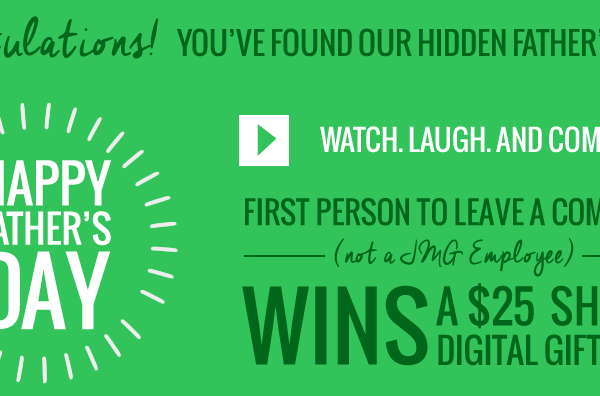 ulations! YOU'VE FOUND OUR HIDDEN FATHER'
HAPPY
ATHER'S
DAY
WATCH. LAUGH. AND COM
FIRST PERSON TO LEAVE A COM
(not a JMG Employee)
WINS A $25 SH
DIGITAL GIFT